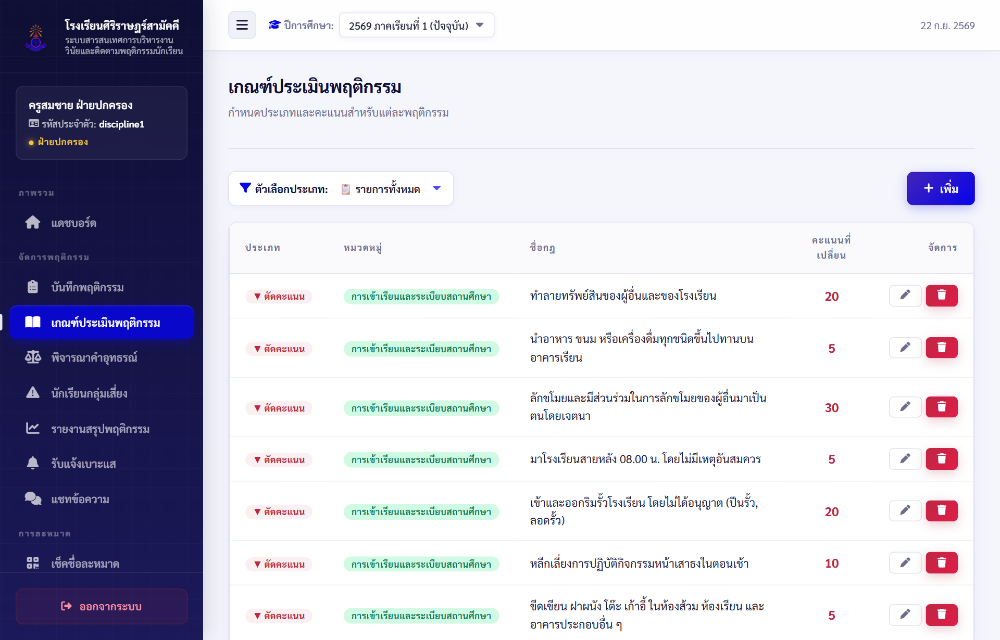 โรงเรียนศิริราษฎร์สามัคคี
ระบบสารสนเทศการบริหารงาน
วินัยและติดตามพฤติกรรมนักเรียน
ครูสมชาย ฝ่ายปกครอง
รหัสประจำตัว: discipline1
ฝ่ายปกครอง
ภาพรวม
แดชบอร์ด
จัดการพฤติกรรม
บันทึกพฤติกรรม
เกณฑ์ประเมินพฤติกรรม
พิจารณาคำอุทธรณ์
นักเรียนกลุ่มเสี่ยง
รายงานสรุปพฤติกรรม
รับแจ้งเบาะแส
แชทข้อความ
การละหมาด
เช็คชื่อละหมาด
ออกจากระบบ
ปีการศึกษา: 2569 ภาคเรียนที่ 1 (ปัจจุบัน)
22 ก.ย. 2569
เกณฑ์ประเมินพฤติกรรม
กำหนดประเภทและคะแนนสำหรับแต่ละพฤติกรรม
ตัวเลือกประเภท: 📋 รายการทั้งหมด
+ เพิ่ม
ประเภท หมวดหมู่ ชื่อกฎ คะแนนที่เปลี่ยน จัดการ
▼ ตัดคะแนน การเข้าเรียนและระเบียบสถานศึกษา ทำลายทรัพย์สินของผู้อื่นและของโรงเรียน 20
▼ ตัดคะแนน การเข้าเรียนและระเบียบสถานศึกษา นำอาหาร ขนม หรือเครื่องดื่มทุกชนิดขึ้นไปทานบน
อาคารเรียน 5
▼ ตัดคะแนน การเข้าเรียนและระเบียบสถานศึกษา ลักขโมยและมีส่วนร่วมในการลักขโมยของผู้อื่นมาเป็น
ตนโดยเจตนา 30
▼ ตัดคะแนน การเข้าเรียนและระเบียบสถานศึกษา มาโรงเรียนสายหลัง 08.00 น. โดยไม่มีเหตุอันสมควร 5
▼ ตัดคะแนน การเข้าเรียนและระเบียบสถานศึกษา เข้าและออกริมรั้วโรงเรียน โดยไม่ได้อนุญาต (ปีนรั้ว,
ลอดรั้ว) 20
▼ ตัดคะแนน การเข้าเรียนและระเบียบสถานศึกษา หลีกเลี่ยงการปฏิบัติกิจกรรมหน้าเสาธงในตอนเช้า 10
▼ ตัดคะแนน การเข้าเรียนและระเบียบสถานศึกษา ขีดเขียน ฝาผนัง โต๊ะ เก้าอี้ ในห้องส้วม ห้องเรียน และ
อาคารประกอบอื่น ๆ 5